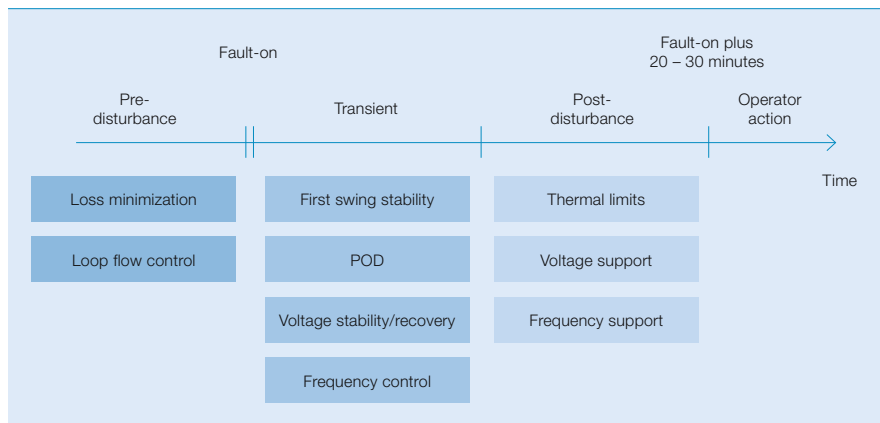 Fault-on
Fault-on plus
20 – 30 minutes
Pre-
disturbance
Transient
Post-
disturbance
Operator
action
Time
Loss minimization
First swing stability
Thermal limits
Loop flow control
POD
Voltage support
Voltage stability/recovery
Frequency support
Frequency control